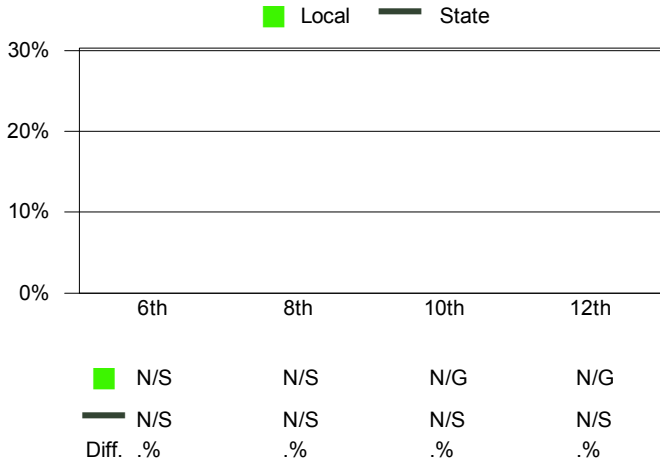 Local State
30%
20%
10%
0%
6th 8th 10th 12th
N/S N/S N/G N/G
N/S N/S N/S N/S
Diff. .% .% .% .%